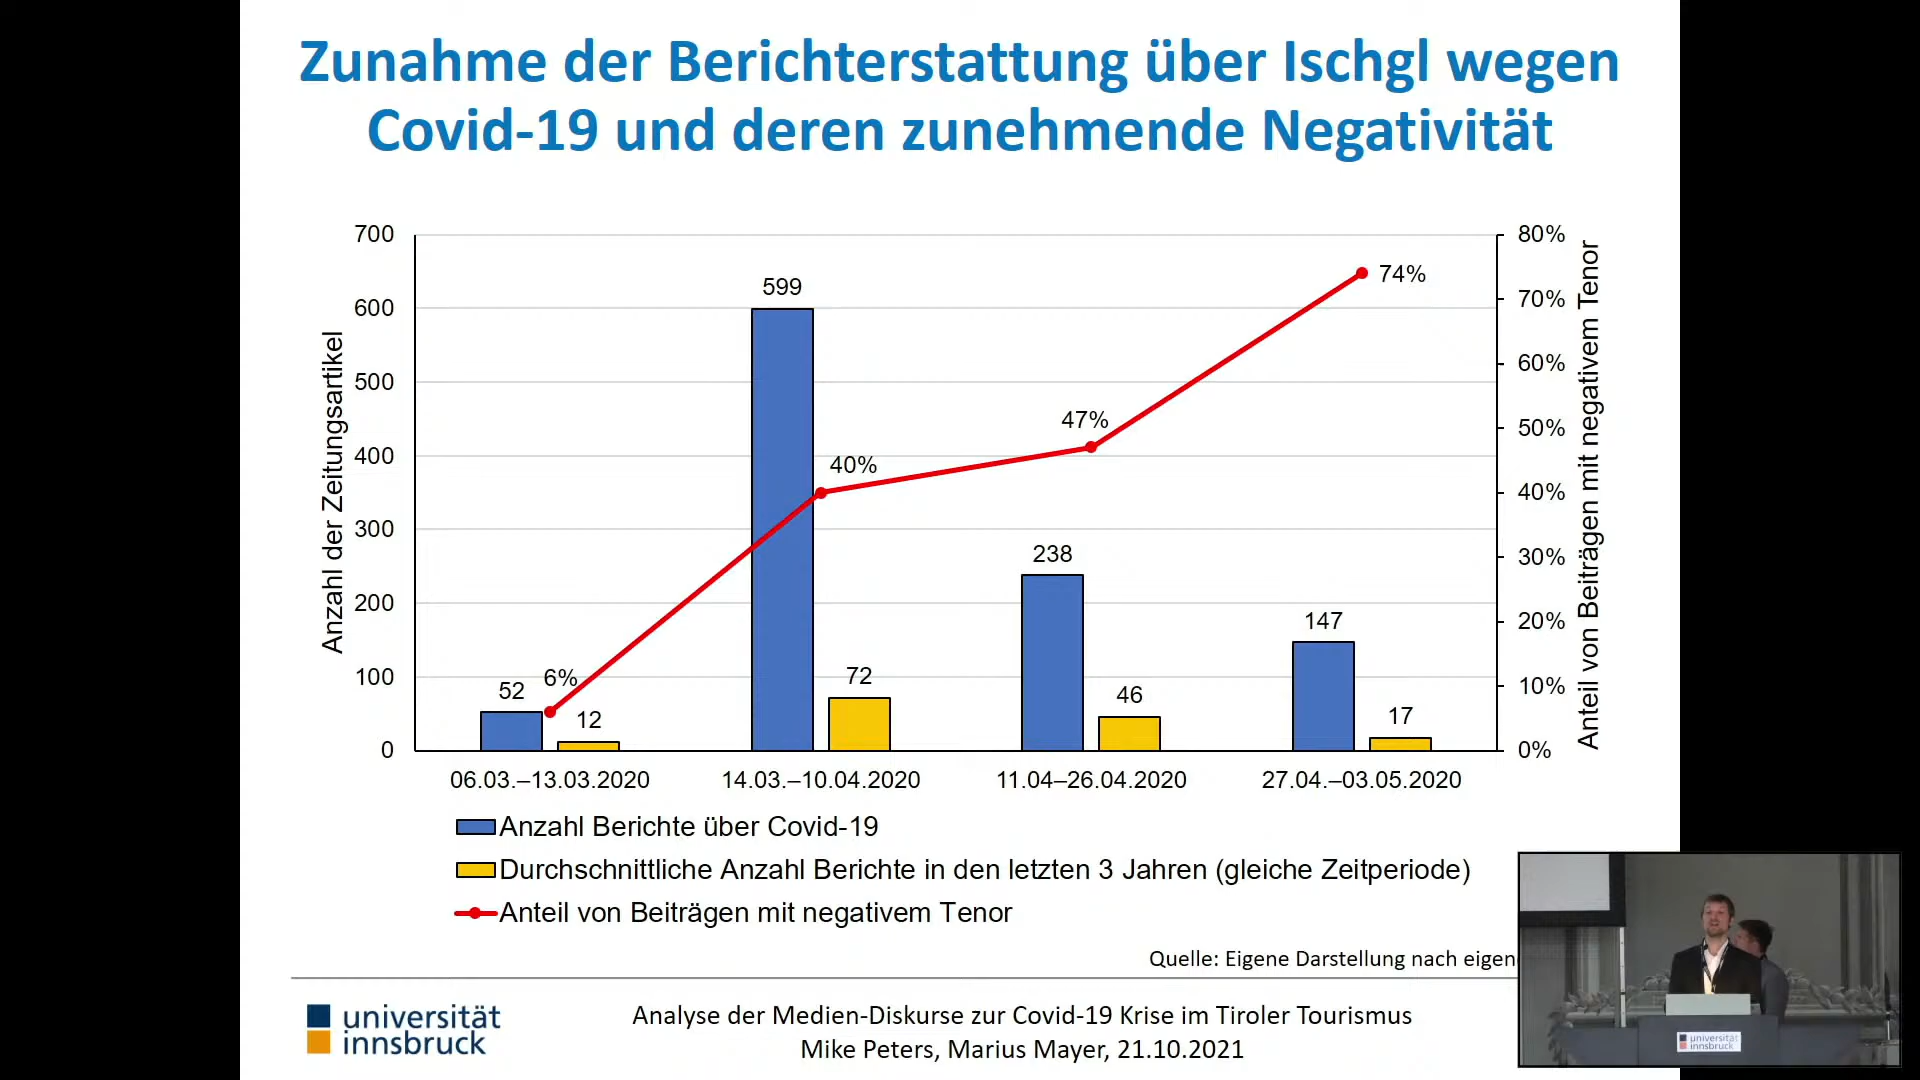 Zunahme der Berichterstattung über Ischgl wegen
Covid-19 und deren zunehmende Negativität
Anzahl der Zeitungsartikel
700
600
500
400
300
200
100
0
80%
70%
60%
50%
40%
30%
20%
10%
0%
Anteil von Beiträgen mit negativem Tenor
52
6%
12
599
40%
72
47%
238
46
74%
147
17
06.03.–13.03.2020
14.03.–10.04.2020
11.04–26.04.2020
27.04.–03.05.2020
Anzahl Berichte über Covid-19
Durchschnittliche Anzahl Berichte in den letzten 3 Jahren (gleiche Zeitperiode)
Anteil von Beiträgen mit negativem Tenor
Quelle: Eigene Darstellung nach eigen
universität
innsbruck
Analyse der Medien-Diskurse zur Covid-19 Krise im Tiroler Tourismus
Mike Peters, Marius Mayer, 21.10.2021
universität
innsbruck